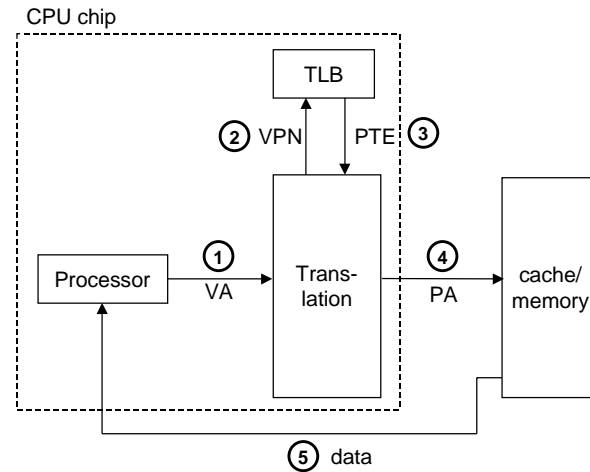 CPU chip
TLB
2 VPN
PTE 3
1
Processor
VA
Trans-
lation
4
PA
cache/
memory
5 data